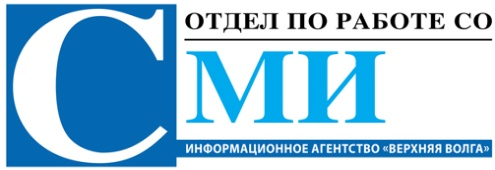 ОТДЕЛ ПО РАБОТЕ СО
СМИ
ИНФОРМАЦИОННОЕ АГЕНТСТВО «ВЕРХНЯЯ ВОЛГА»